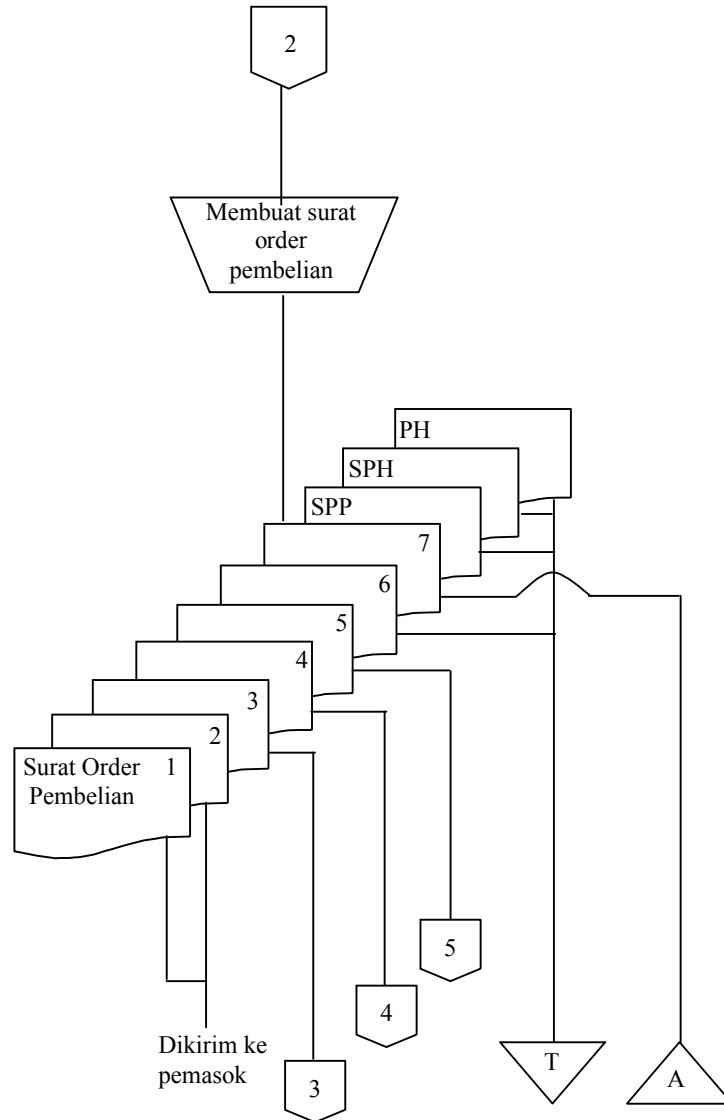 2
Membuat surat
order
pembelian
PH
SPH
SPP
7
6
5
4
3
2
Surat Order 1
Pembelian
5
4
Dikirim ke
pemasok
3
T
A